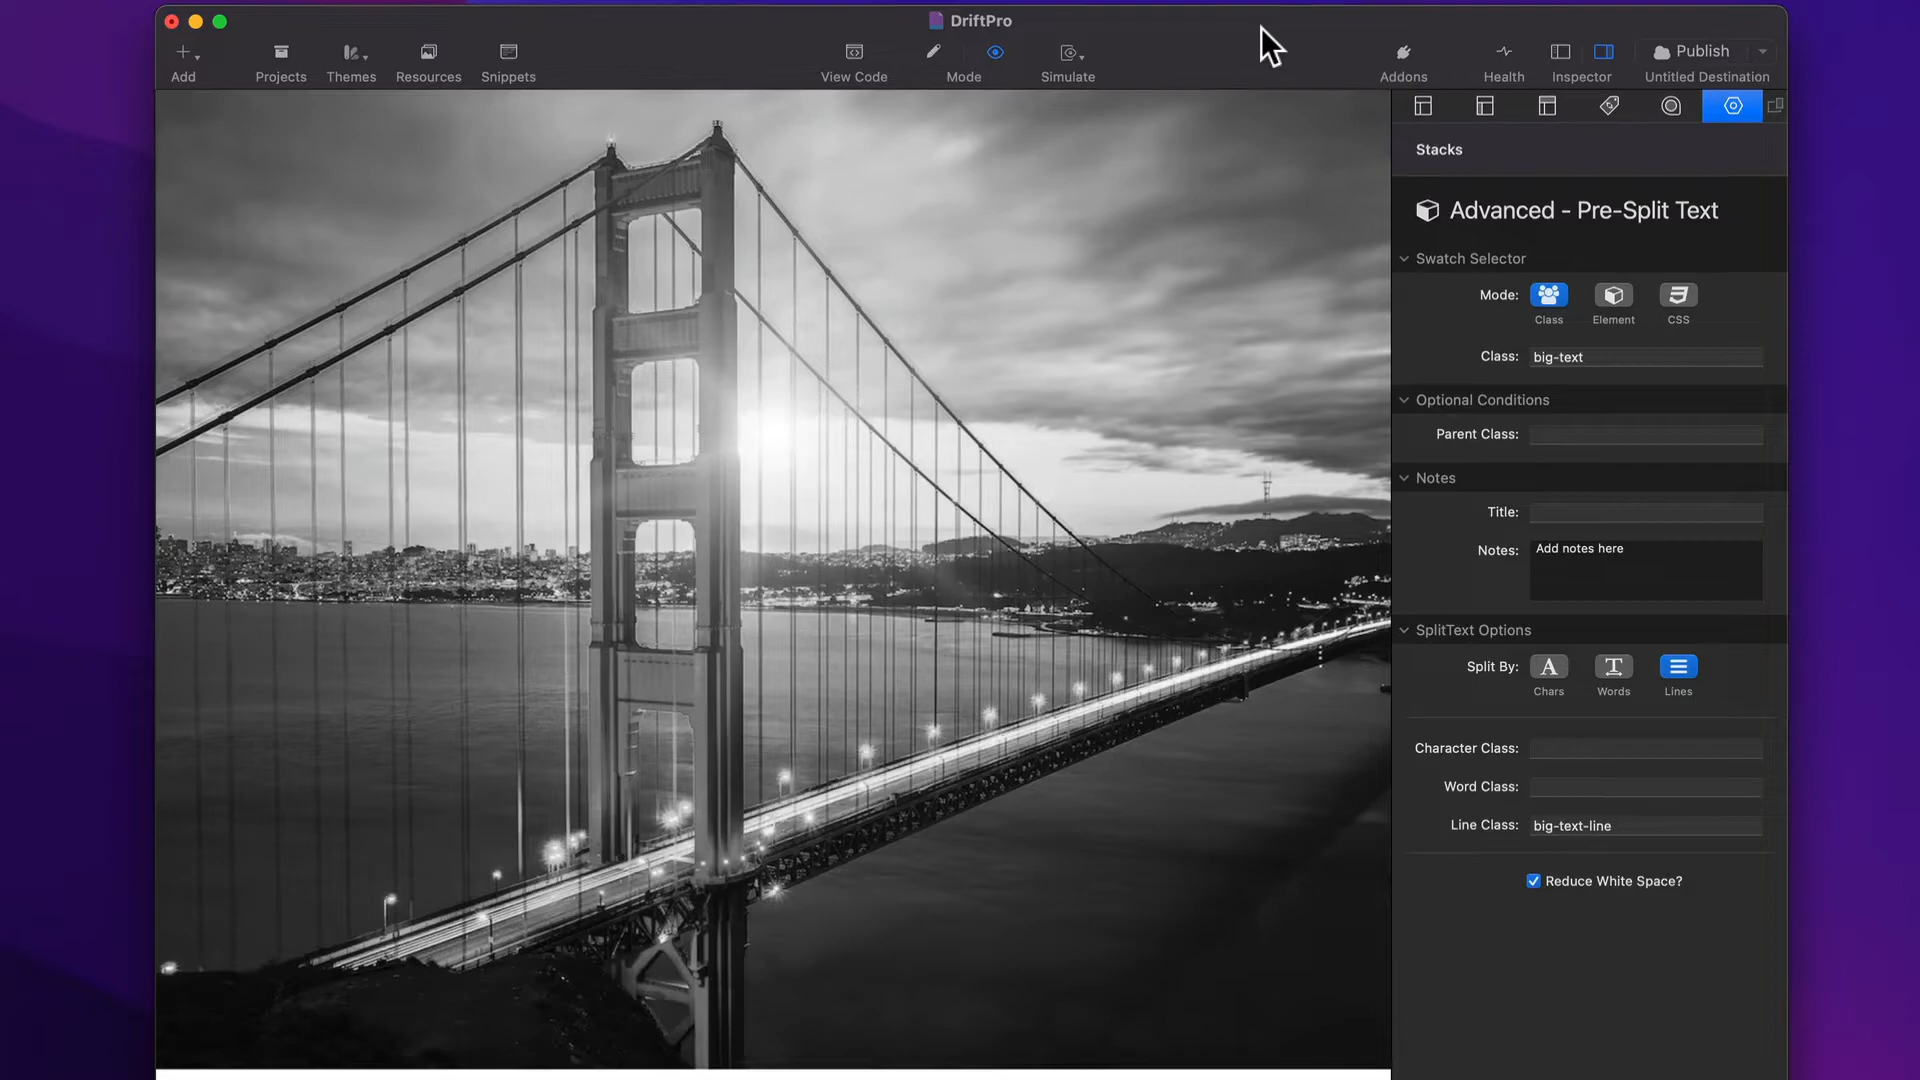 DriftPro
Add
Projects
Themes
Resources
Snippets
View Code
Mode
Simulate
Addons
Health
Inspector
Publish
Untitled Destination
Stacks
Advanced - Pre-Split Text
Swatch Selector
Mode:
Class
Element
CSS
Class: big-text
Optional Conditions
Parent Class:
Notes
Title:
Notes: Add notes here
SplitText Options
Split By:
Chars
Words
Lines
Character Class:
Word Class:
Line Class: big-text-line
Reduce White Space?